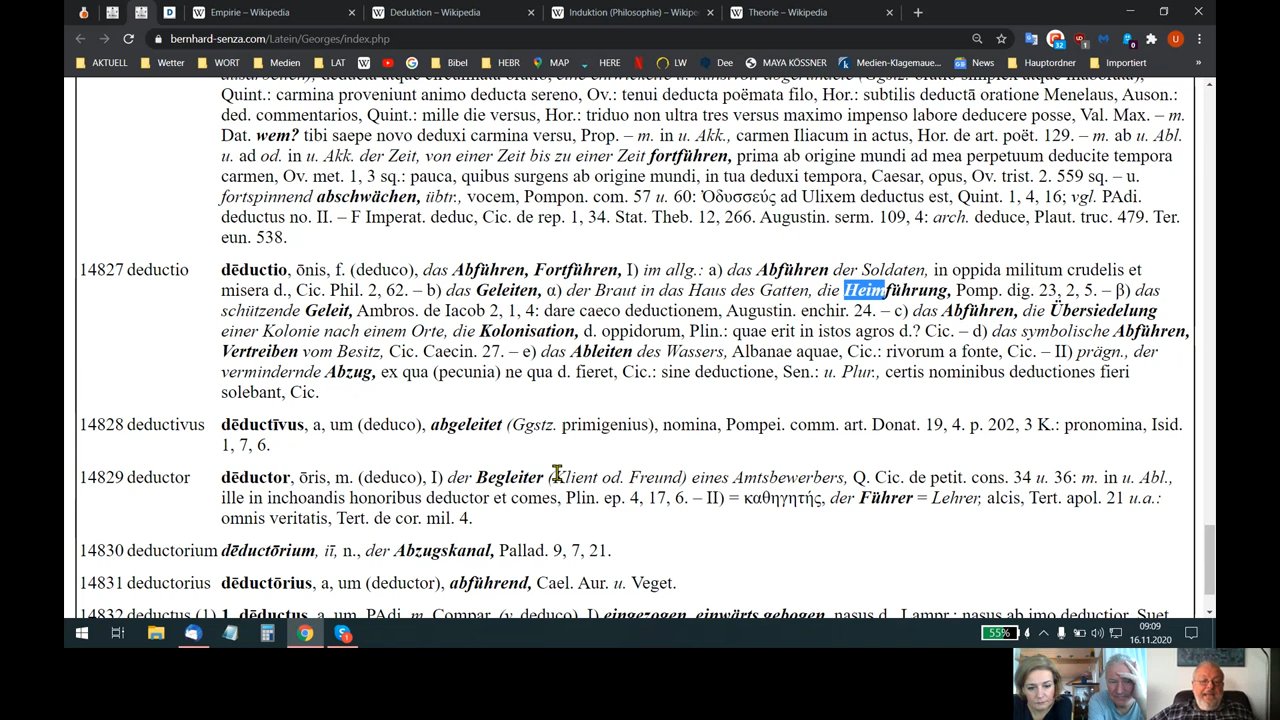 Empirie – Wikipedia
Deduktion – Wikipedia
Induktion (Philosophie) – Wikipe
Theorie – Wikipedia
bernhard-senza.com/Latein/Georges/index.php
AKTUELL Wetter WORT Medien LAT Bibel HEBR MAP HERE LW Dee MAYA KÖSSNER Medien-Klagemaue... News Hauptordner Importiert
Quint.: carmina proveniunt animo deducta sereno, Ov.: tenui deducta poëmata filo, Hor.: subtilis deductā oratione Menelaus, Auson.:
ded. commentarios, Quint.: mille die versus, Hor.: triduo non ultra tres versus maximo impenso labore deducere posse, Val. Max. – m.
Dat. wem? tibi saepe novo deduxi carmina versu, Prop. – m. in u. Akk., carmen Iliacum in actus, Hor. de art. poët. 129. – m. ab u. Abl.
u. ad od. in u. Akk. der Zeit, von einer Zeit bis zu einer Zeit fortführen, prima ab origine mundi ad mea perpetuum deducite tempora
carmen, Ov. met. 1, 3 sq.: pauca, quibus surgens ab origine mundi, in tua deduxi tempora, Caesar, opus, Ov. trist. 2. 559 sq. – u.
fortspinnend abschwächen, übtr., vocem, Pompon. com. 57 u. 60: Ὀδυσσεύς ad Ulixem deductus est, Quint. 1, 4, 16; vgl. PAdi.
deductus no. II. – F Imperat. deduc, Cic. de rep. 1, 34. Stat. Theb. 12, 266. Augustin. serm. 109, 4: arch. deduce, Plaut. truc. 479. Ter.
eun. 538.
14827 deductio dēductio, ōnis, f. (deduco), das Abführen, Fortführen, I) im allg.: a) das Abführen der Soldaten, in oppida militum crudelis et
misera d., Cic. Phil. 2, 62. – b) das Geleiten, α) der Braut in das Haus des Gatten, die Heimführung, Pomp. dig. 23, 2, 5. – β) das
schützende Geleit, Ambros. de Iacob 2, 1, 4: dare caeco deductionem, Augustin. enchir. 24. – c) das Abführen, die Übersiedelung
einer Kolonie nach einem Orte, die Kolonisation, d. oppidorum, Plin.: quae erit in istos agros d.? Cic. – d) das symbolische Abführen,
Vertreiben vom Besitz, Cic. Caecin. 27. – e) das Ableiten des Wassers, Albanae aquae, Cic.: rivorum a fonte, Cic. – II) prägn., der
vermindernde Abzug, ex qua (pecunia) ne qua d. fieret, Cic.: sine deductione, Sen.: u. Plur., certis nominibus deductiones fieri
solebant, Cic.
14828 deductivus dēductīvus, a, um (deduco), abgeleitet (Ggstz. primigenius), nomina, Pompei. comm. art. Donat. 19, 4. p. 202, 3 K.: pronomina, Isid.
1, 7, 6.
14829 deductor dēductor, ōris, m. (deduco), I) der Begleiter (Klient od. Freund) eines Amtsbewerbers, Q. Cic. de petit. cons. 34 u. 36: m. in u. Abl.,
ille in inchoandis honoribus deductor et comes, Plin. ep. 4, 17, 6. – II) = καθηγητής, der Führer = Lehrer, alcis, Tert. apol. 21 u.a.:
omnis veritatis, Tert. de cor. mil. 4.
14830 deductorium dēductōrium, iī, n., der Abzugskanal, Pallad. 9, 7, 21.
14831 deductorius dēductōrius, a, um (deductor), abführend, Cael. Aur. u. Veget.
14832 deductus (1) 1. dēductus, a, um, PAdi. m. Compar. (v. deduco), I) eingezogen, einwärts gebogen, nasus d., Lampr.: nasus ab imo deductior, Suet.
55%
09:09
16.11.2020